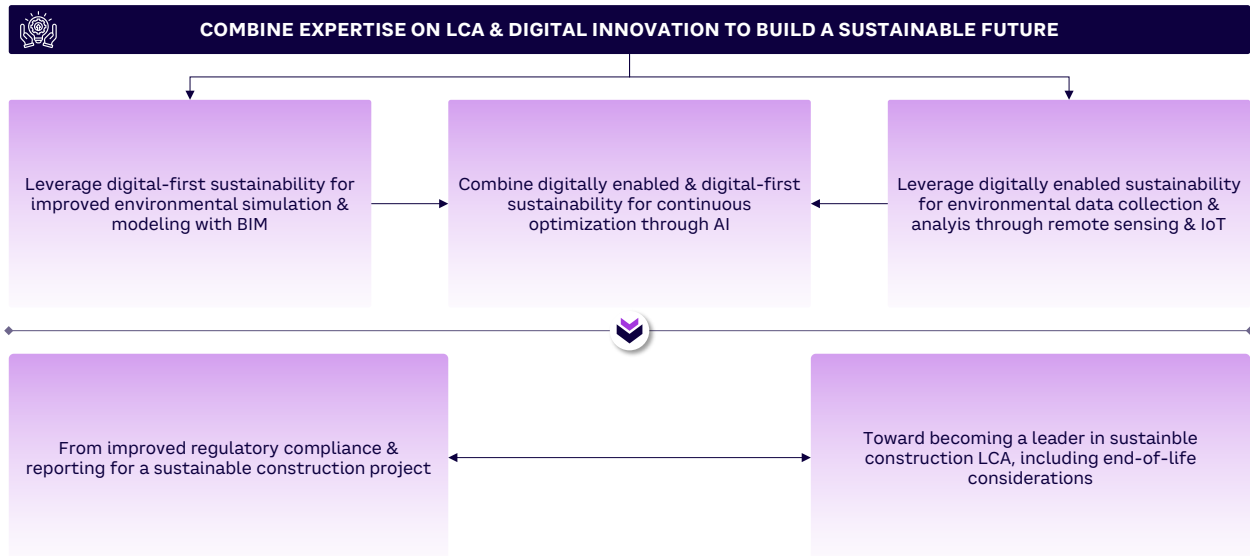 COMBINE EXPERTISE ON LCA & DIGITAL INNOVATION TO BUILD A SUSTAINABLE FUTURE
Leverage digital-first sustainability for
improved environmental simulation &
modeling with BIM
Combine digitally enabled & digital-first
sustainability for continuous
optimization through AI
Leverage digitally enabled sustainability
for environmental data collection &
analyis through remote sensing & IoT
From improved regulatory compliance &
reporting for a sustainable construction project
Toward becoming a leader in sustainble
construction LCA, including end-of-life
considerations